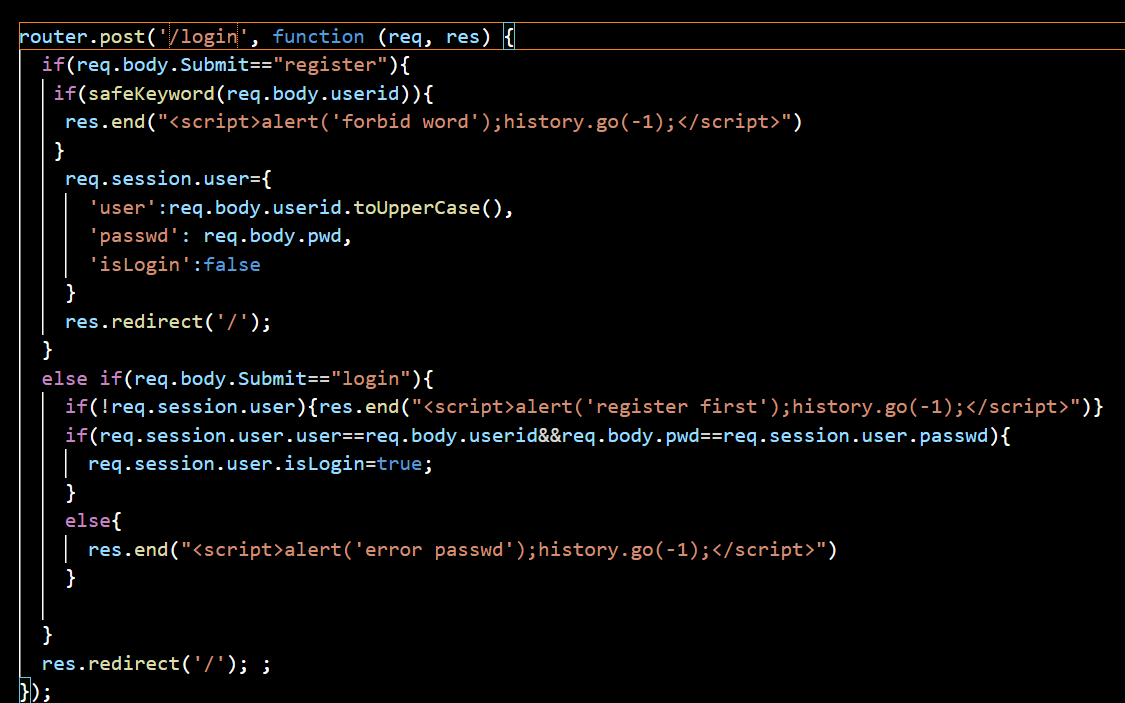 router.post('/login', function (req, res) {
if(req.body.Submit=="register"){
if(safeKeyword(req.body.userid)){
res.end("<script>alert('forbid word');history.go(-1);</script>")
}
req.session.user={
'user':req.body.userid.toUpperCase(),
'passwd': req.body.pwd,
'isLogin':false
}
res.redirect('/');
}
else if(req.body.Submit=="login"){
if(!req.session.user){res.end("<script>alert('register first');history.go(-1);</script>")}
if(req.session.user.user==req.body.userid&&req.body.pwd==req.session.user.passwd){
req.session.user.isLogin=true;
}
else{
res.end("<script>alert('error passwd');history.go(-1);</script>")
}
}
res.redirect('/'); ;
});